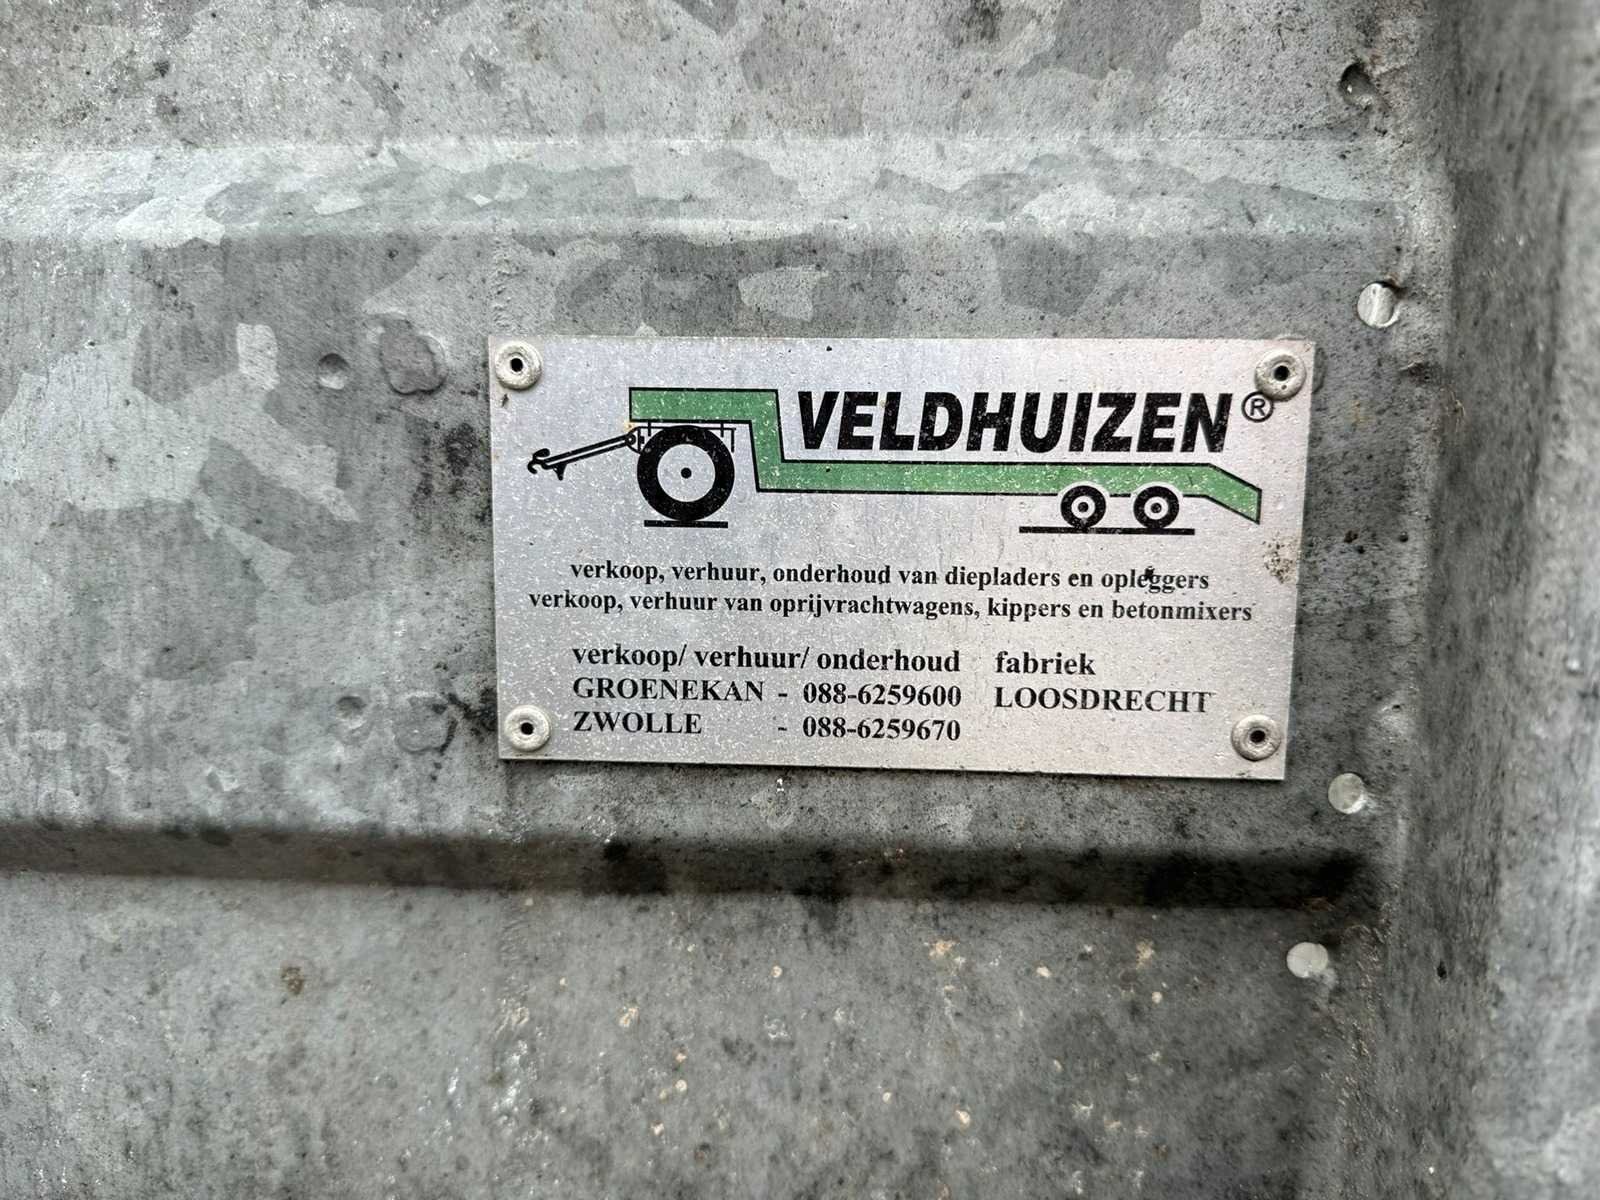 VELDHUIZEN®
verkoop, verhuur, onderhoud van diepladers en opleggers
verkoop, verhuur van oprijvrachtwagens, kippers en betonmixers
verkoop/ verhuur/ onderhoud fabriek
GROENEKAN - 088-6259600 LOOSDRECHT
ZWOLLE - 088-6259670